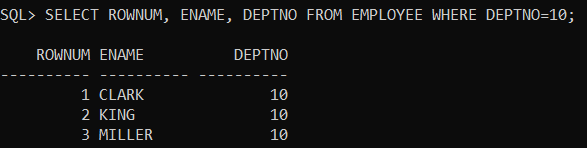 SQL> SELECT ROWNUM, ENAME, DEPTNO FROM EMPLOYEE WHERE DEPTNO=10;
ROWNUM ENAME DEPTNO
---------- ---------- ----------
1 CLARK 10
2 KING 10
3 MILLER 10